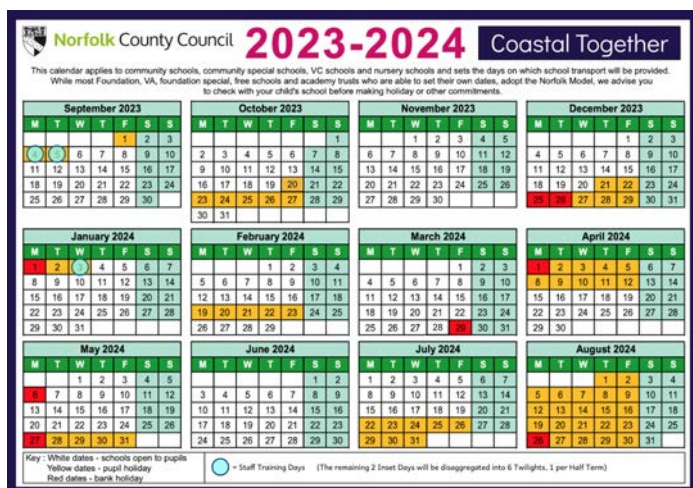 Norfolk County Council 2023-2024 Coastal Together
This calendar applies to community schools, community special schools, VC schools and nursery schools and sets the days on which school transport will be provided.
While most Foundation, VA, foundation special, free schools and academy trusts who are able to set their own dates, adopt the Norfolk Model, we advise you
to check with your child's school before making holiday or other commitments.
September 2023
M T W T F S S
1 2 3
4 5 6 7 8 9 10
11 12 13 14 15 16 17
18 19 20 21 22 23 24
25 26 27 28 29 30
October 2023
M T W T F S S
1
2 3 4 5 6 7 8
9 10 11 12 13 14 15
16 17 18 19 20 21 22
23 24 25 26 27 28 29
30 31
November 2023
M T W T F S S
1 2 3 4 5
6 7 8 9 10 11 12
13 14 15 16 17 18 19
20 21 22 23 24 25 26
27 28 29 30
December 2023
M T W T F S S
1 2 3
4 5 6 7 8 9 10
11 12 13 14 15 16 17
18 19 20 21 22 23 24
25 26 27 28 29 30 31
January 2024
M T W T F S S
1 2 3 4 5 6 7
8 9 10 11 12 13 14
15 16 17 18 19 20 21
22 23 24 25 26 27 28
29 30 31
February 2024
M T W T F S S
1 2 3 4
5 6 7 8 9 10 11
12 13 14 15 16 17 18
19 20 21 22 23 24 25
26 27 28 29
March 2024
M T W T F S S
1 2 3
4 5 6 7 8 9 10
11 12 13 14 15 16 17
18 19 20 21 22 23 24
25 26 27 28 29 30 31
April 2024
M T W T F S S
1 2 3 4 5 6 7
8 9 10 11 12 13 14
15 16 17 18 19 20 21
22 23 24 25 26 27 28
29 30
May 2024
M T W T F S S
1 2 3 4 5
6 7 8 9 10 11 12
13 14 15 16 17 18 19
20 21 22 23 24 25 26
27 28 29 30 31
June 2024
M T W T F S S
1 2
3 4 5 6 7 8 9
10 11 12 13 14 15 16
17 18 19 20 21 22 23
24 25 26 27 28 29 30
July 2024
M T W T F S S
1 2 3 4 5 6 7
8 9 10 11 12 13 14
15 16 17 18 19 20 21
22 23 24 25 26 27 28
29 30 31
August 2024
M T W T F S S
1 2 3 4
5 6 7 8 9 10 11
12 13 14 15 16 17 18
19 20 21 22 23 24 25
26 27 28 29 30 31
Key : White dates - schools open to pupils
Yellow dates - pupil holiday
Red dates - bank holiday
= Staff Training Days (The remaining 2 Inset Days will be disaggregated into 6 Twilights, 1 per Half Term)